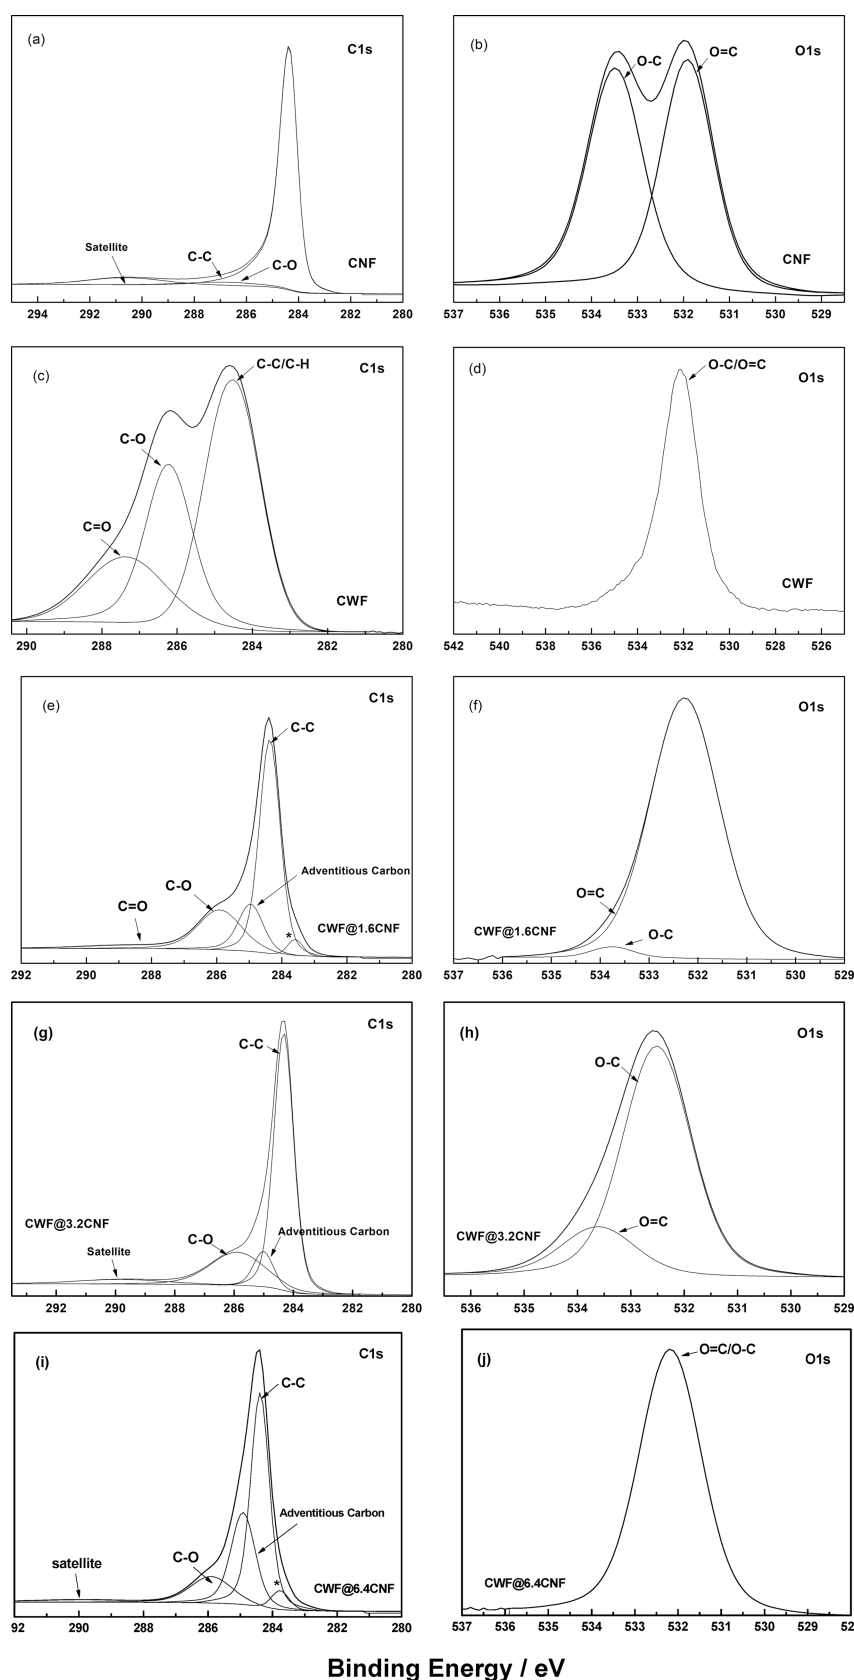 (a)
C1s
Satellite
C-C
C-O
CNF
294 292 290 288 286 284 282 280
(b)
O1s
O-C
O=C
CNF
537 536 535 534 533 532 531 530 529
(c)
C1s
C-C/C-H
C-O
C=O
CWF
290 288 286 284 282 280
(d)
O1s
O-C/O=C
CWF
542 540 538 536 534 532 530 528 526
(e)
C1s
C-C
Adventitious Carbon
C-O
C=O
*
CWF@1.6CNF
292 290 288 286 284 282 280
(f)
O1s
O=C
CWF@1.6CNF
O-C
537 536 535 534 533 532 531 530 529
(g)
C1s
C-C
CWF@3.2CNF
Adventitious Carbon
C-O
Satellite
292 290 288 286 284 282 280
(h)
O1s
O-C
O=C
CWF@3.2CNF
536 535 534 533 532 531 530 529
(i)
C1s
C-C
Adventitious Carbon
C-O
satellite
*
CWF@6.4CNF
92 290 288 286 284 282 280
(j)
O1s
O=C/O-C
CWF@6.4CNF
537 536 535 534 533 532 531 530 529 52
Binding Energy / eV